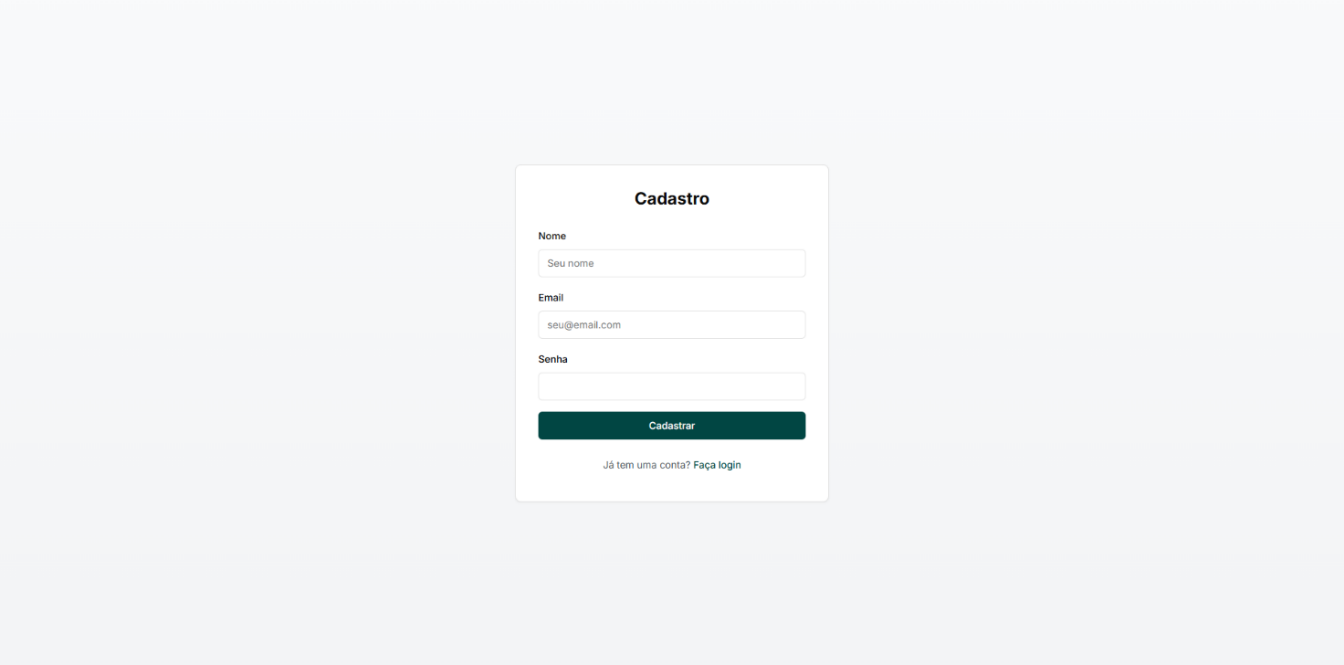 Cadastro
Nome
Seu nome
Email
seu@email.com
Senha
Cadastrar
Já tem uma conta? Faça login